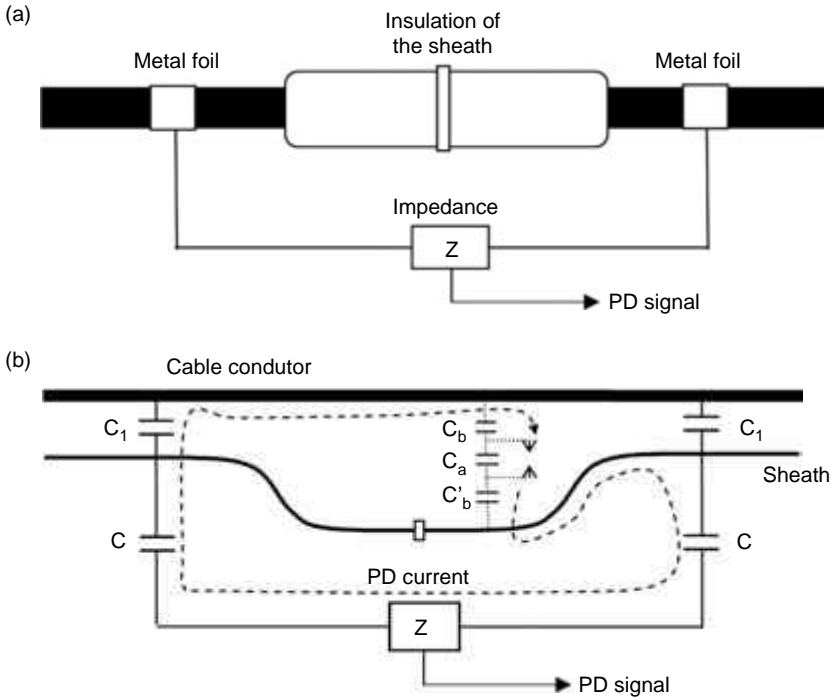 (a)
Insulation of
the sheath
Metal foil
Metal foil
Impedance
Z
PD signal
(b)
Cable condutor
C1
Cb
C1
Ca
Sheath
C'b
C
C
PD current
Z
PD signal